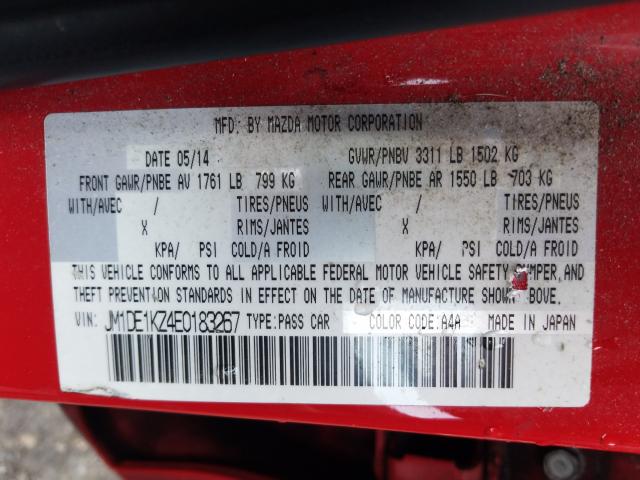 MFD. BY MAZDA MOTOR CORPORATION
DATE 05/14 GVWR/PNBV 3311 LB 1502 KG
FRONT GAWR/PNBE AV 1761 LB 799 KG REAR GAWR/PNBE AR 1550 LB 703 KG
WITH/AVEC / TIRES/PNEUS WITH/AVEC / TIRES/PNEUS
X RIMS/JANTES X RIMS/JANTES
KPA/ PSI COLD/A FROID KPA/ PSI COLD/A FROID
THIS VEHICLE CONFORMS TO ALL APPLICABLE FEDERAL MOTOR VEHICLE SAFETY BUMPER,AND
THEFT PREVENTION STANDARDS IN EFFECT ON THE DATE OF MANUFACTURE SHOWN ABOVE.
VIN: JM1DE1KZ4E0183267 TYPE:PASS CAR COLOR CODE:A4A MADE IN JAPAN